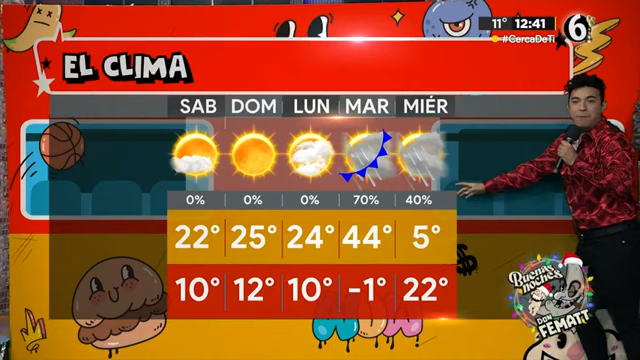 11° 12:41 6
#CercaDeTi
EL CLIMA
SAB DOM LUN MAR MIÉR
0% 0% 0% 70% 40%
22° 25° 24° 44° 5°
10° 12° 10° -1° 22°
Buenas
noches
DON
FEMATT